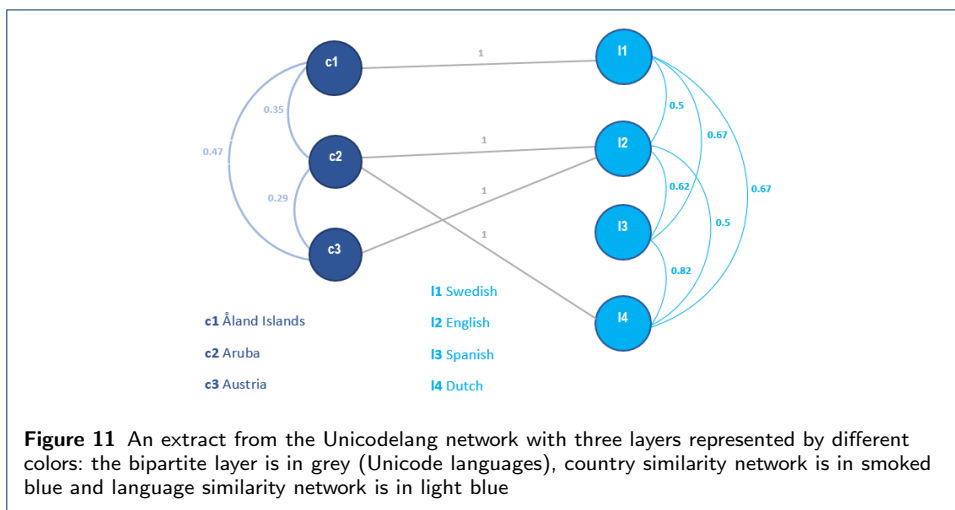 c1
1
l1
0.35
0.5
0.47
c2
1
l2
0.67
0.67
0.29
1
0.62
0.5
c3
1
l3
0.82
l4
l1 Swedish
c1 Åland Islands
l2 English
c2 Aruba
l3 Spanish
c3 Austria
l4 Dutch
Figure 11 An extract from the Unicodelang network with three layers represented by different
colors: the bipartite layer is in grey (Unicode languages), country similarity network is in smoked
blue and language similarity network is in light blue